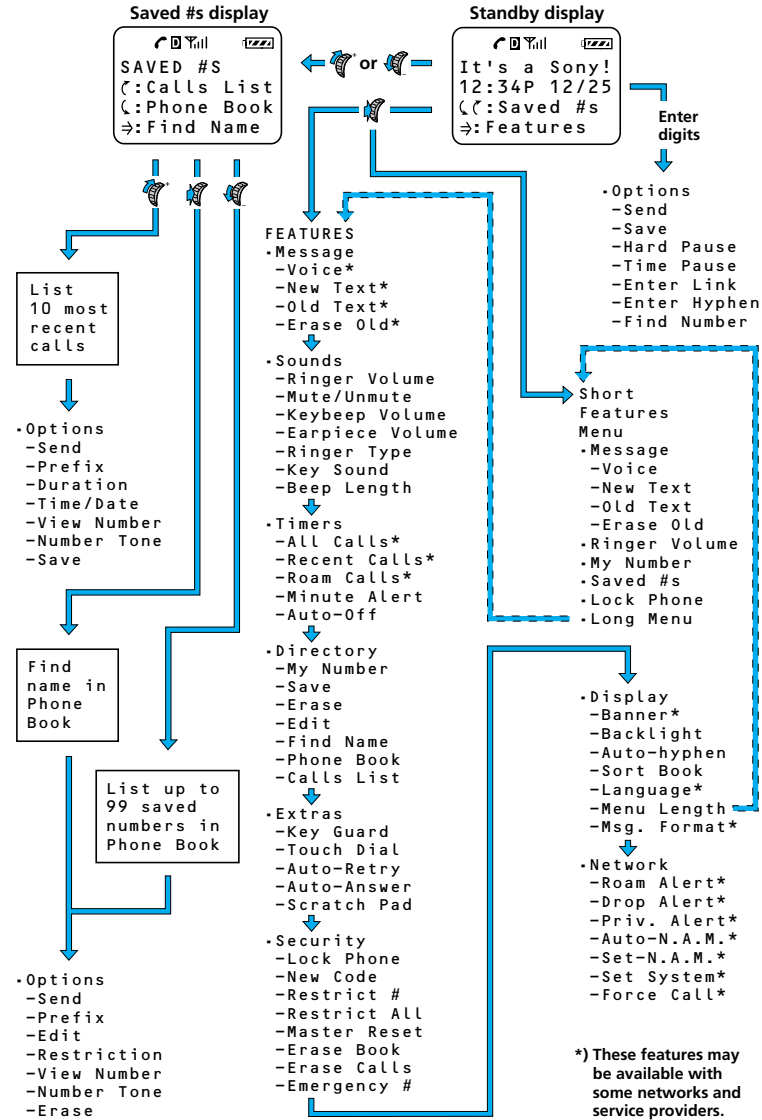 Saved #s display
SAVED #S
:Calls List
:Phone Book
⇒:Find Name
+
or
-
Standby display
It's a Sony!
12:34P 12/25
:Saved #s
⇒:Features
Enter
digits
·Options
-Send
-Save
-Hard Pause
-Time Pause
-Enter Link
-Enter Hyphen
-Find Number
+
-
List
10 most
recent
calls
·Options
-Send
-Prefix
-Duration
-Time/Date
-View Number
-Number Tone
-Save
Find
name in
Phone
Book
List up to
99 saved
numbers in
Phone Book
·Options
-Send
-Prefix
-Edit
-Restriction
-View Number
-Number Tone
-Erase
FEATURES
·Message
-Voice*
-New Text*
-Old Text*
-Erase Old*
·Sounds
-Ringer Volume
-Mute/Unmute
-Keybeep Volume
-Earpiece Volume
-Ringer Type
-Key Sound
-Beep Length
·Timers
-All Calls*
-Recent Calls*
-Roam Calls*
-Minute Alert
-Auto-Off
·Directory
-My Number
-Save
-Erase
-Edit
-Find Name
-Phone Book
-Calls List
·Extras
-Key Guard
-Touch Dial
-Auto-Retry
-Auto-Answer
-Scratch Pad
·Security
-Lock Phone
-New Code
-Restrict #
-Restrict All
-Master Reset
-Erase Book
-Erase Calls
-Emergency #
Short
Features
Menu
·Message
-Voice
-New Text
-Old Text
-Erase Old
·Ringer Volume
·My Number
·Saved #s
·Lock Phone
·Long Menu
·Display
-Banner*
-Backlight
-Auto-hyphen
-Sort Book
-Language*
-Menu Length
-Msg. Format*
·Network
-Roam Alert*
-Drop Alert*
-Priv. Alert*
-Auto-N.A.M.*
-Set-N.A.M.*
-Set System*
-Force Call*
*) These features may
be available with
some networks and
service providers.